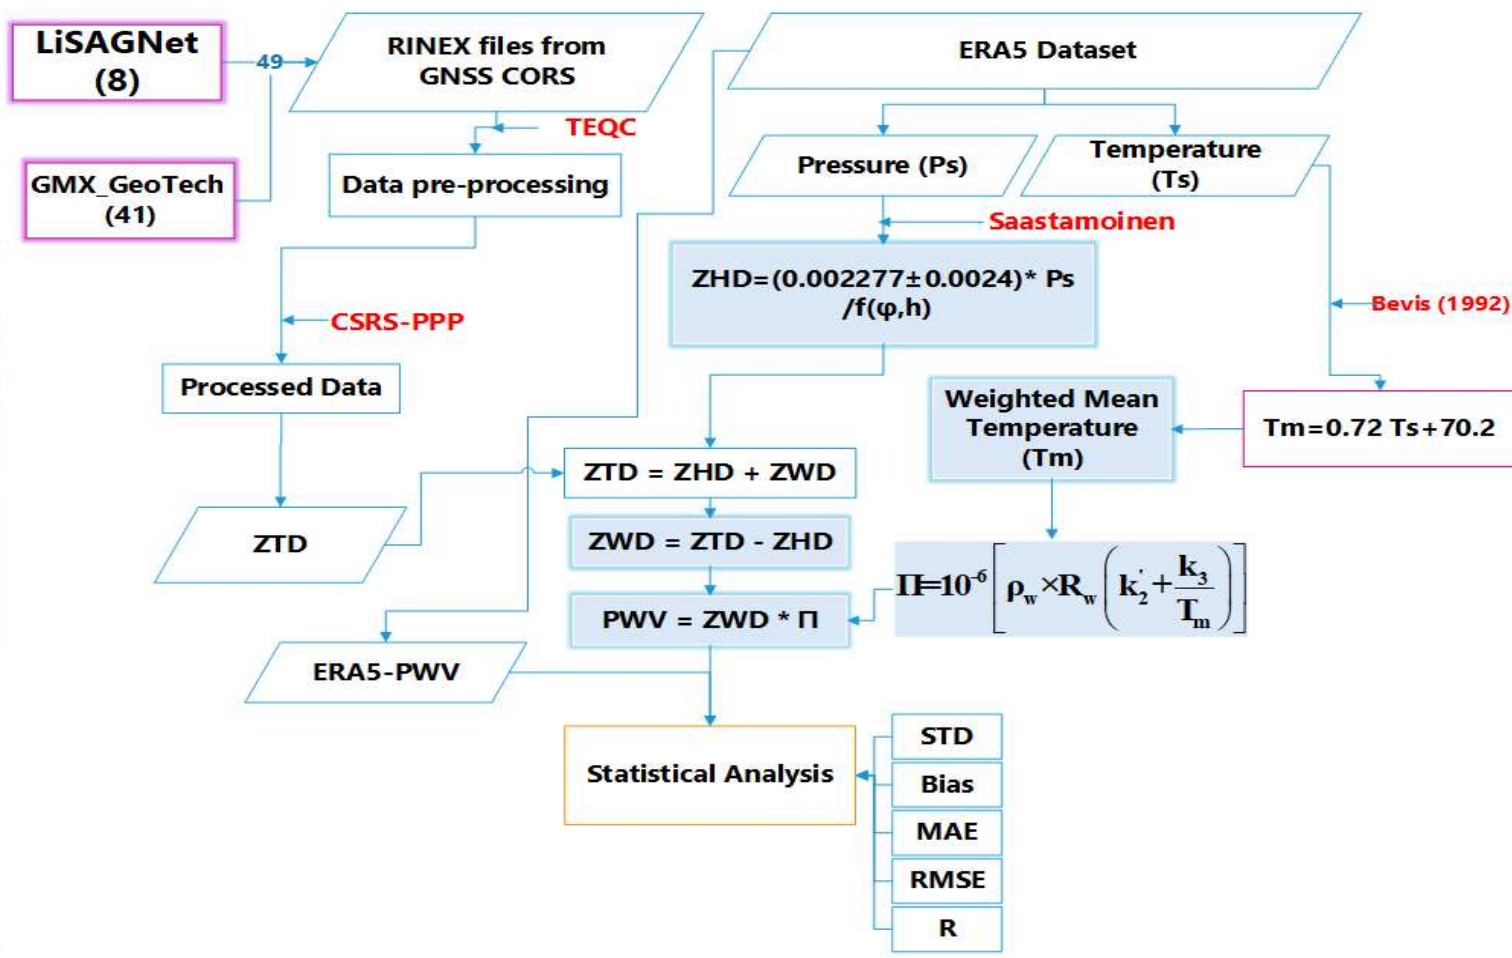 LiSAGNet
(8)
49
RINEX files from
GNSS CORS
ERA5 Dataset
TEQC
GMX_GeoTech
(41)
Data pre-processing
Pressure (Ps)
Temperature
(Ts)
Saastamoinen
ZHD=(0.002277±0.0024)* Ps
/f(φ,h)
Bevis (1992)
CSRS-PPP
Processed Data
Weighted Mean
Temperature
(Tm)
Tm=0.72 Ts+70.2
ZTD = ZHD + ZWD
ZTD
ZWD = ZTD - ZHD
Π=10⁻⁶[ρw×Rw(k₂'+k₃/Tm)]
PWV = ZWD * Π
ERA5-PWV
Statistical Analysis
STD
Bias
MAE
RMSE
R